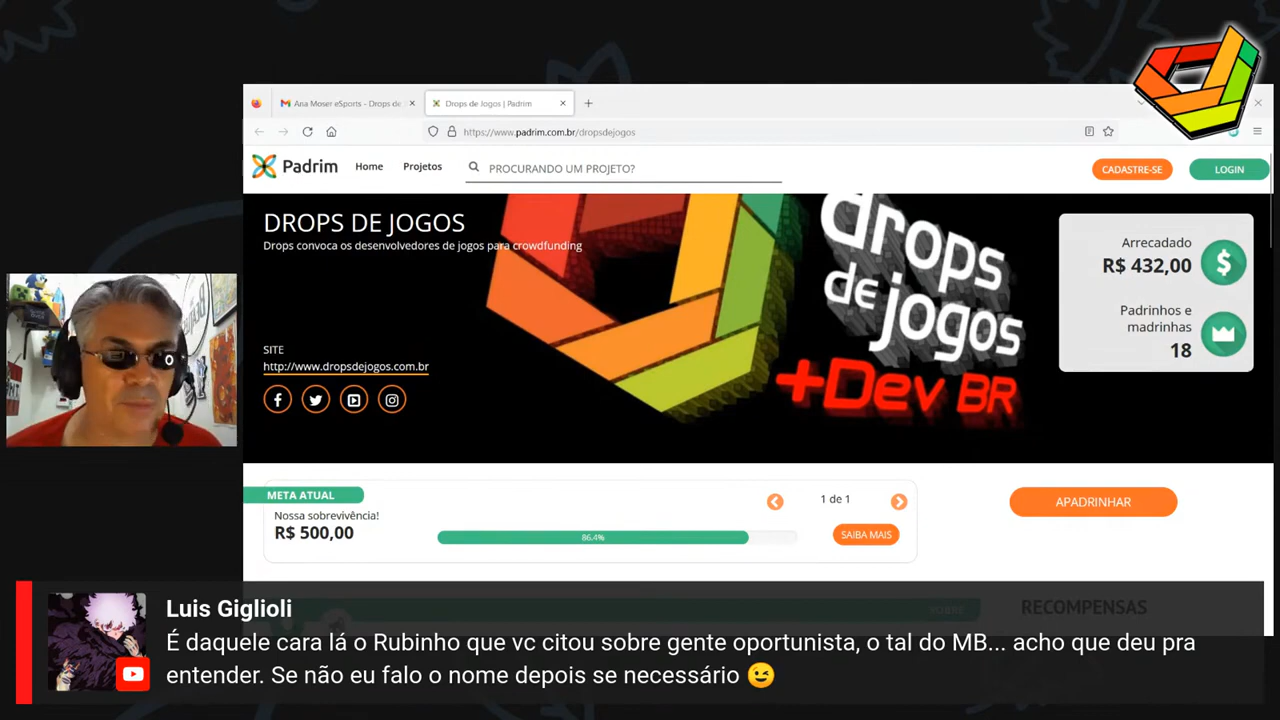 Ana Moser eSports - Drops de
Drops de Jogos | Padrim
https://www.padrim.com.br/dropsdejogos
Padrim
Home
Projetos
PROCURANDO UM PROJETO?
CADASTRE-SE
LOGIN
DROPS DE JOGOS
Drops convoca os desenvolvedores de jogos para crowdfunding
drops
de jogos
+Dev BR
Arrecadado
R$ 432,00
Padrinhos e
madrinhas
18
SITE
http://www.dropsdejogos.com.br
META ATUAL
Nossa sobrevivência!
R$ 500,00
86.4%
1 de 1
SAIBA MAIS
APADRINHAR
SOBRE
RECOMPENSAS
Luis Giglioli
É daquele cara lá o Rubinho que vc citou sobre gente oportunista, o tal do MB... acho que deu pra
entender. Se não eu falo o nome depois se necessário 😉